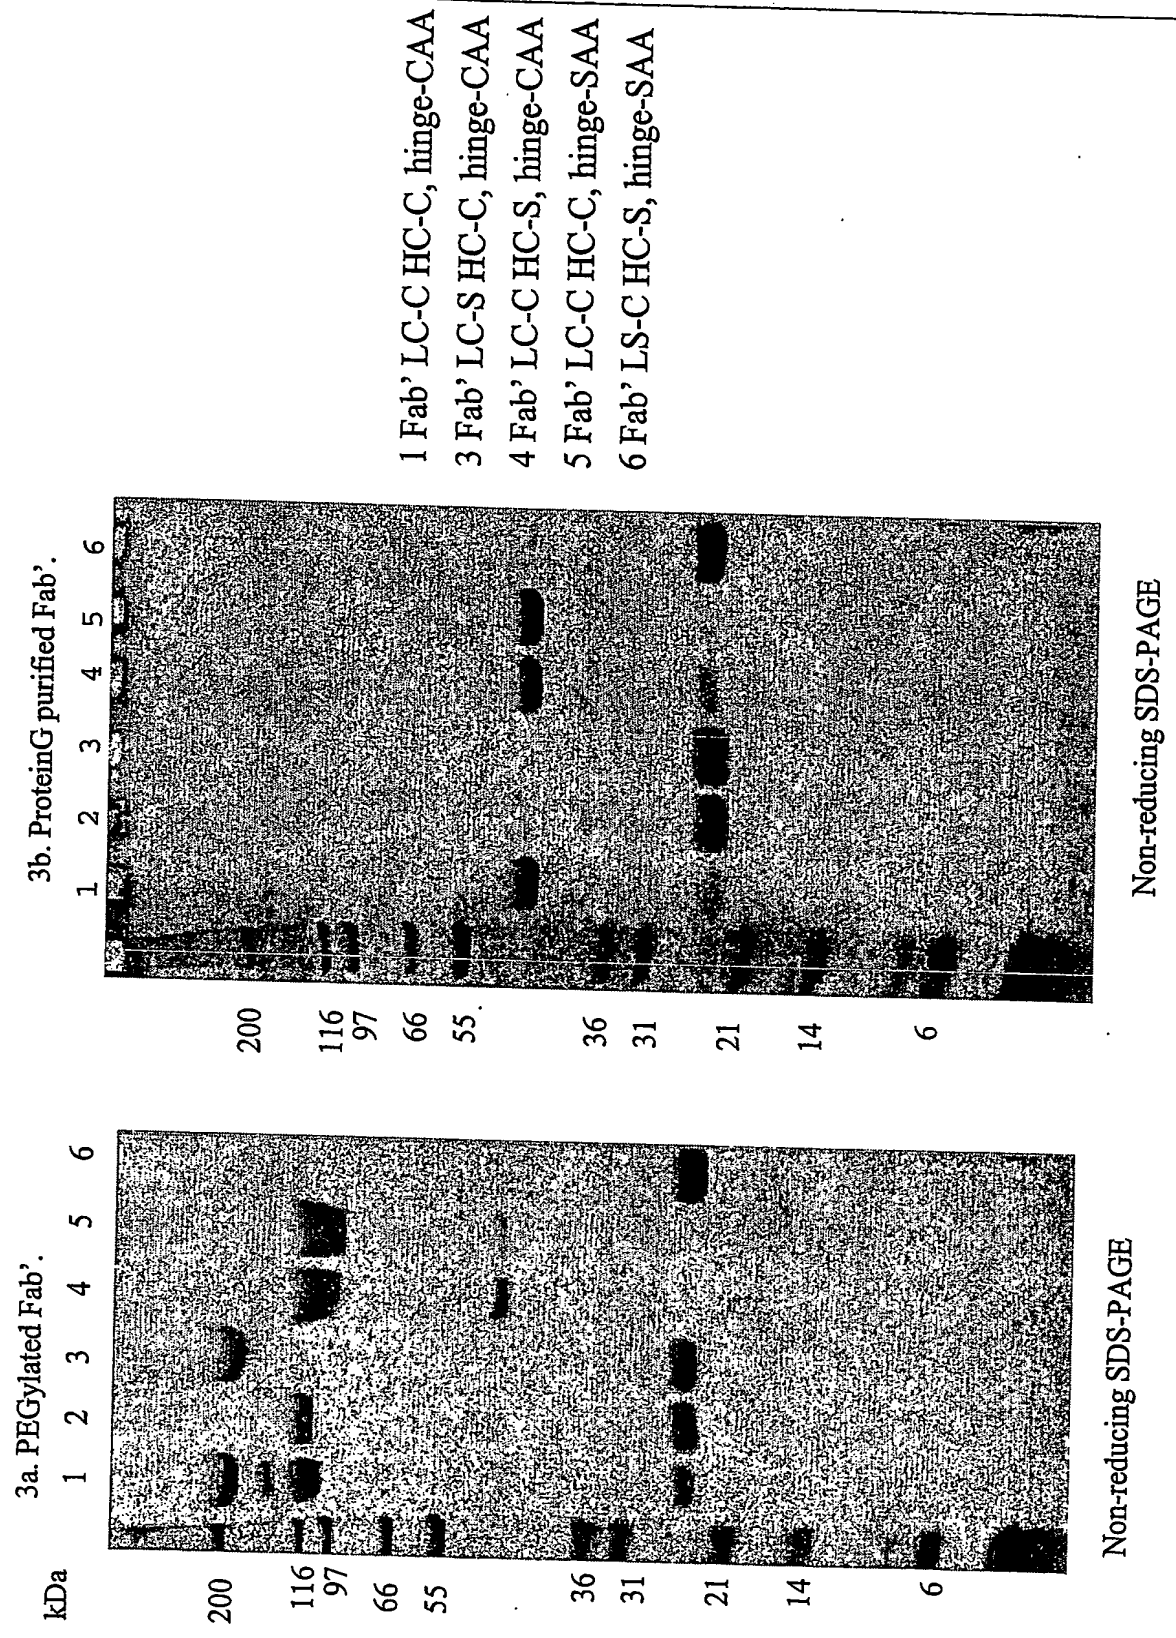 3a. PEGylated Fab'.
kDa
1 2 3 4 5 6
200
116
97
66
55
36
31
21
14
6
Non-reducing SDS-PAGE
3b. ProteinG purified Fab'.
1 2 3 4 5 6
200
116
97
66
55.
36
31
21
14
6
Non-reducing SDS-PAGE
1 Fab' LC-C HC-C, hinge-CAA
3 Fab' LC-S HC-C, hinge-CAA
4 Fab' LC-C HC-S, hinge-CAA
5 Fab' LC-C HC-C, hinge-SAA
6 Fab' LS-C HC-S, hinge-SAA